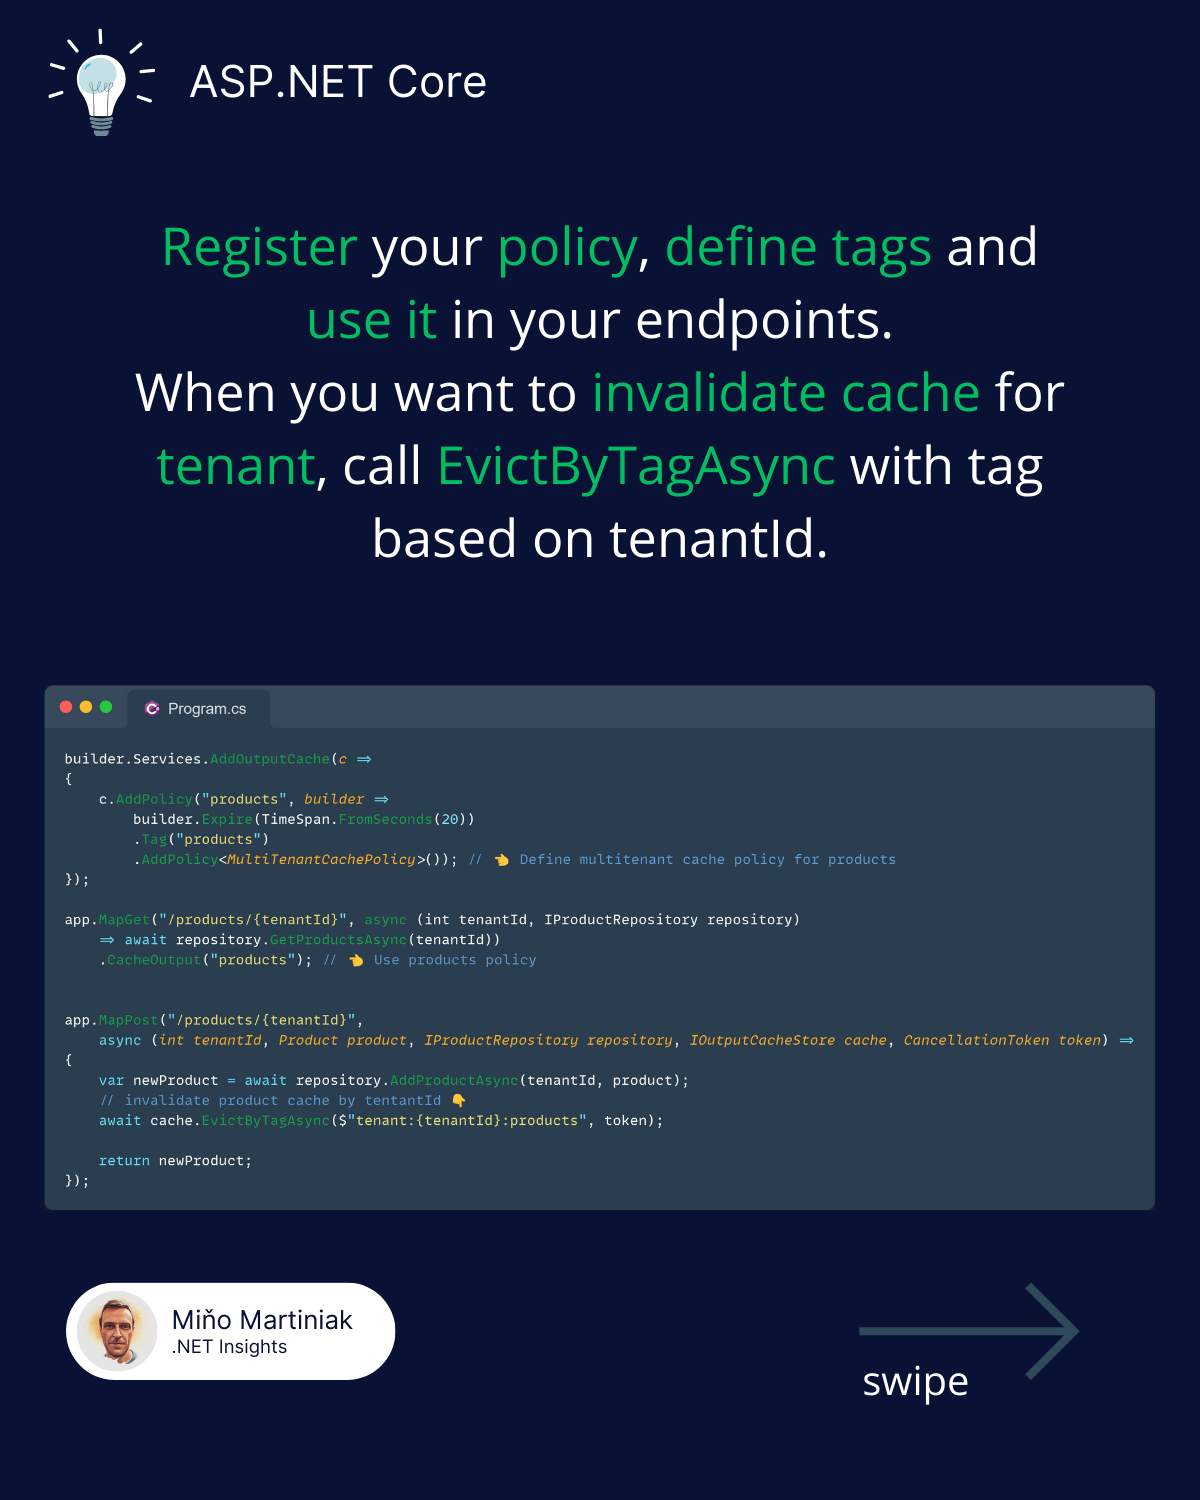 ASP.NET Core
Register your policy, define tags and
use it in your endpoints.
When you want to invalidate cache for
tenant, call EvictByTagAsync with tag
based on tenantId.
Program.cs
builder.Services.AddOutputCache(c =>
{
    c.AddPolicy("products", builder =>
        builder.Expire(TimeSpan.FromSeconds(20))
        .Tag("products")
        .AddPolicy<MultiTenantCachePolicy>()); // 👈 Define multitenant cache policy for products
});
app.MapGet("/products/{tenantId}", async (int tenantId, IProductRepository repository)
    => await repository.GetProductsAsync(tenantId))
    .CacheOutput("products"); // 👈 Use products policy
app.MapPost("/products/{tenantId}",
    async (int tenantId, Product product, IProductRepository repository, IOutputCacheStore cache, CancellationToken token) =>
{
    var newProduct = await repository.AddProductAsync(tenantId, product);
    // invalidate product cache by tentantId 👇
    await cache.EvictByTagAsync($"tenant:{tenantId}:products", token);
    return newProduct;
});
Miňo Martiniak
.NET Insights
swipe